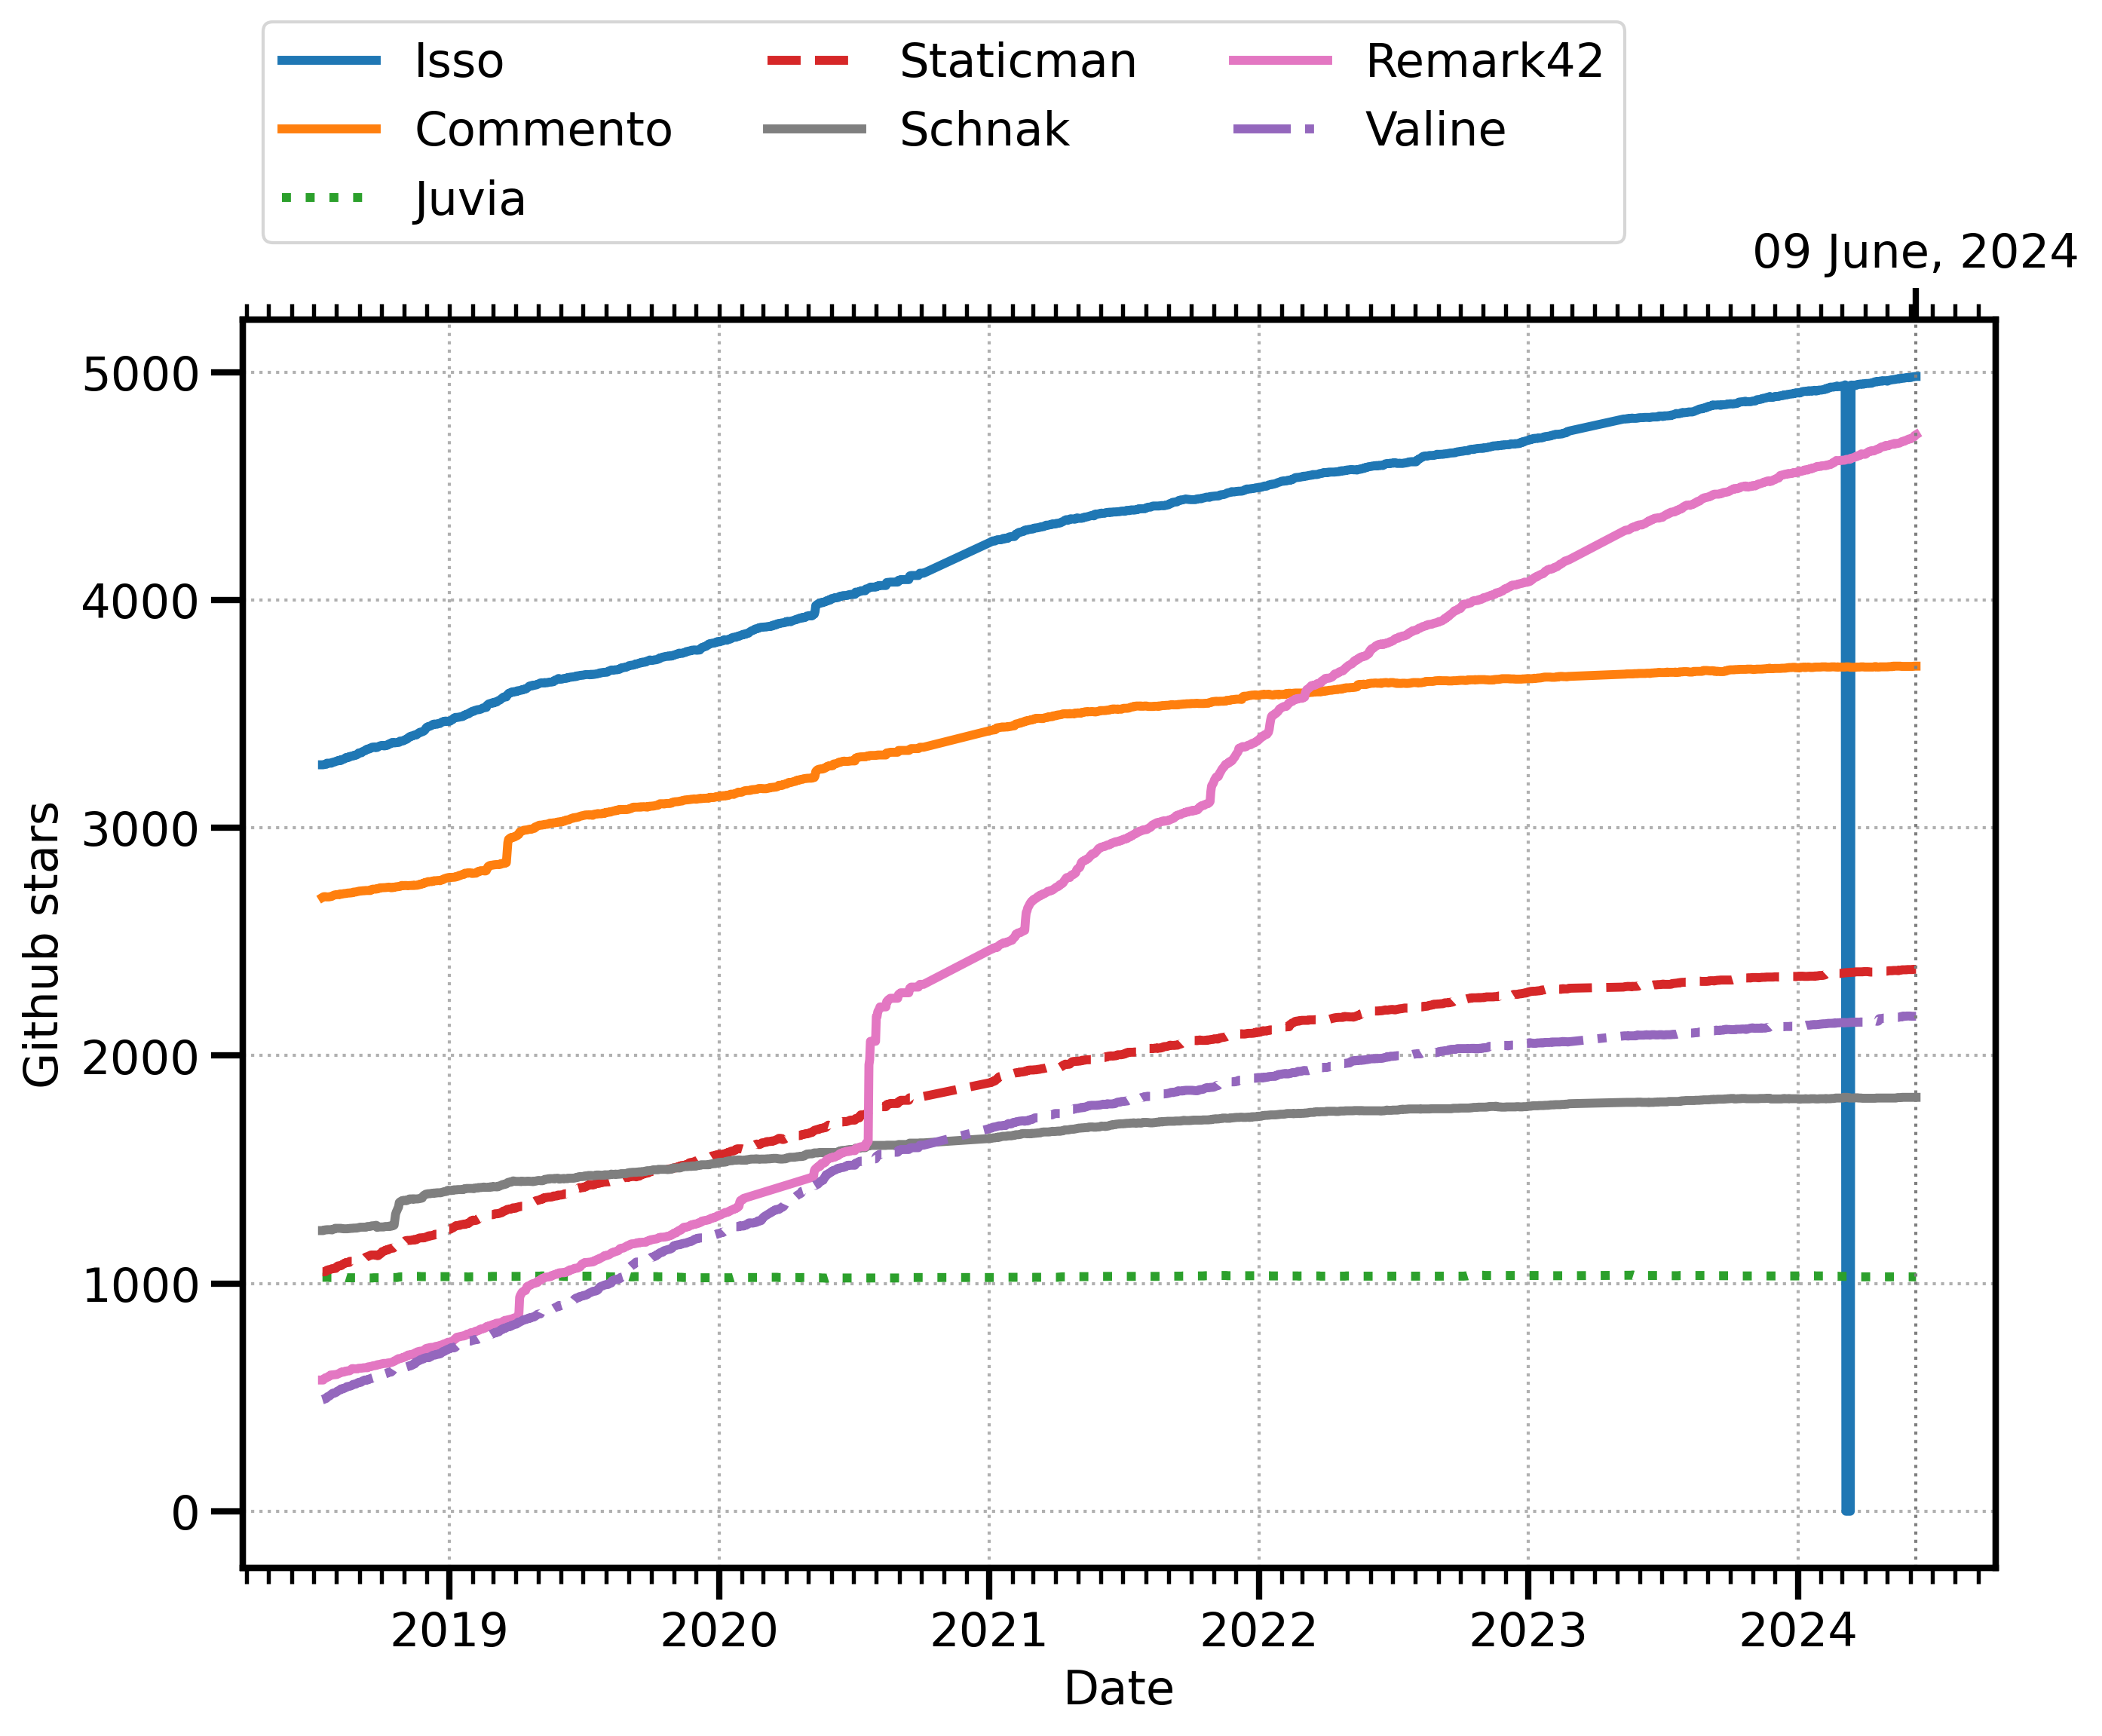 Isso
Commento
Juvia
Staticman
Schnak
Remark42
Valine
09 June, 2024
5000
4000
3000
2000
1000
0
Github stars
2019 2020 2021 2022 2023 2024
Date